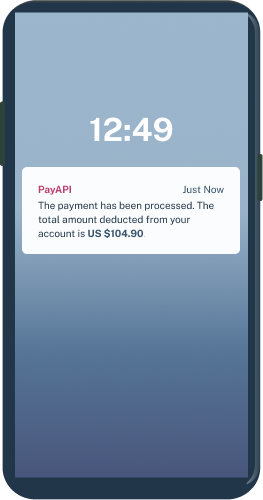 12:49
PayAPI Just Now
The payment has been processed. The
total amount deducted from your
account is US $104.90.